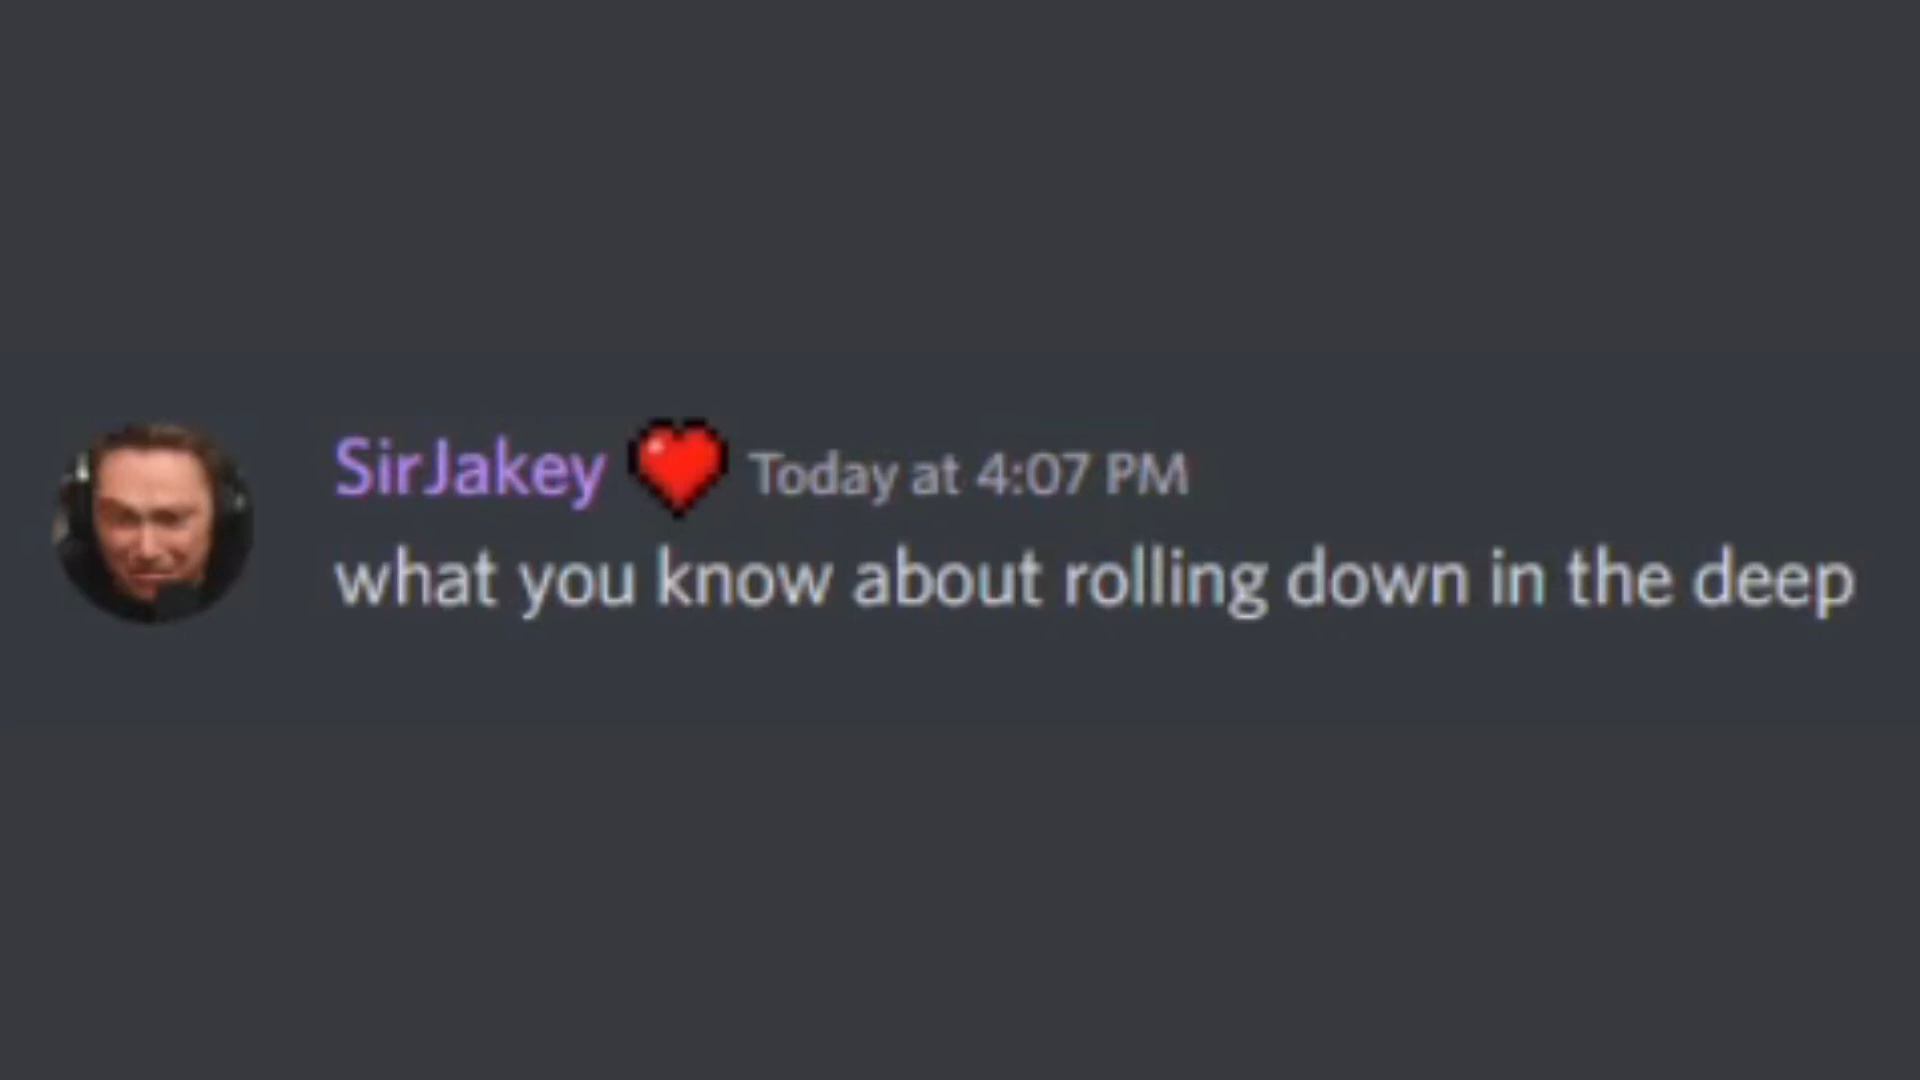 SirJakey Today at 4:07 PM
what you know about rolling down in the deep